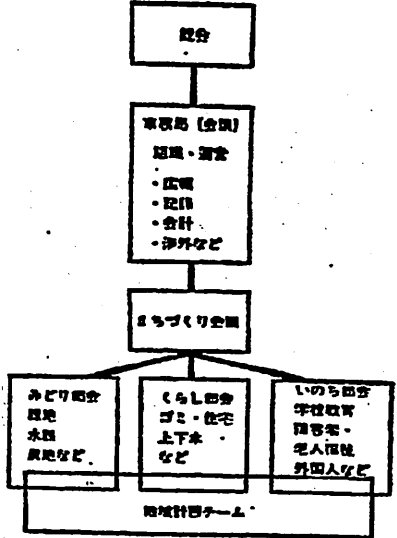 総会
事務局(会議)
組織・運営
・広報
・記録
・会計
・渉外など
まちづくり会議
みどり部会
緑地
水路
農地など
くらし部会
ゴミ・住宅
上下水
など
いのち部会
学校教育
障害者・
老人福祉
外国人など
地域計画チーム